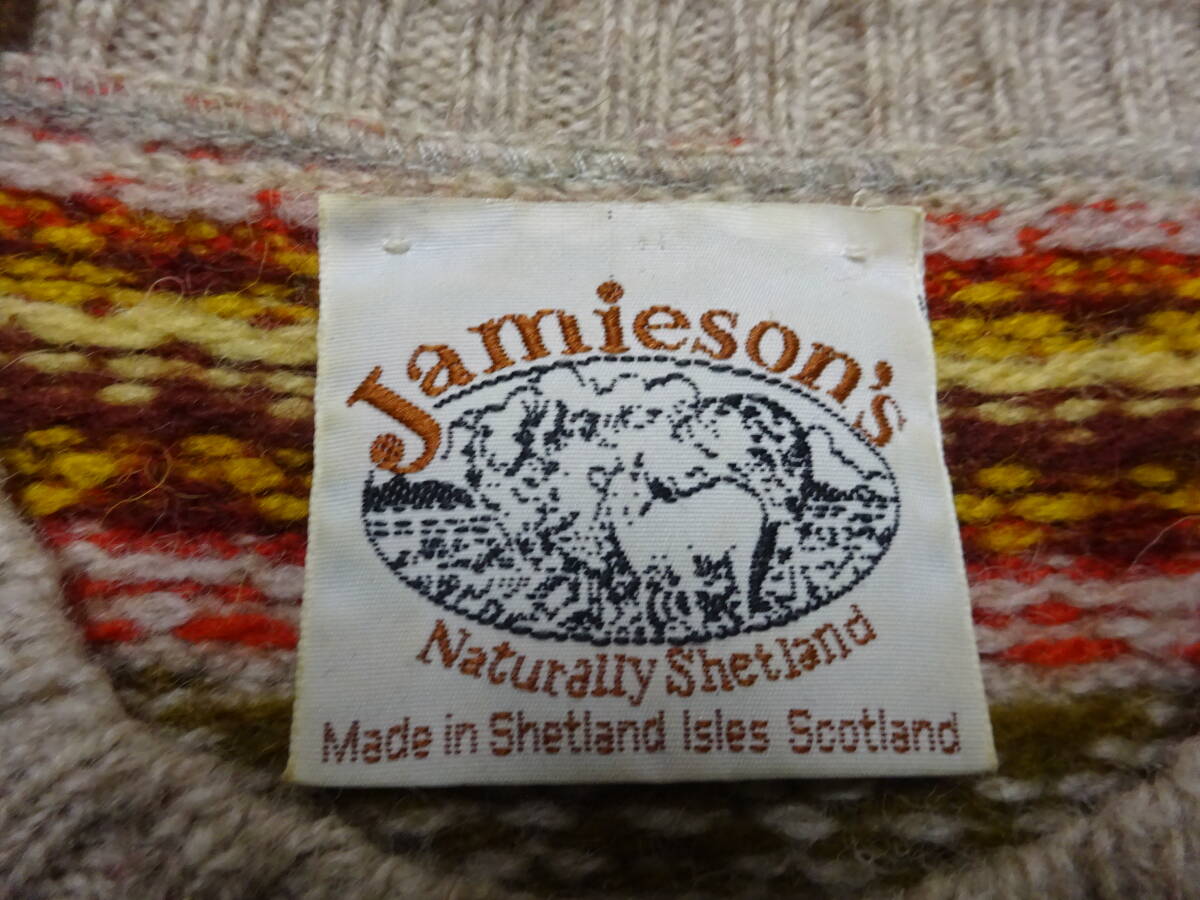 Jamieson's
Naturally Shetland
Made in Shetland Isles Scotland